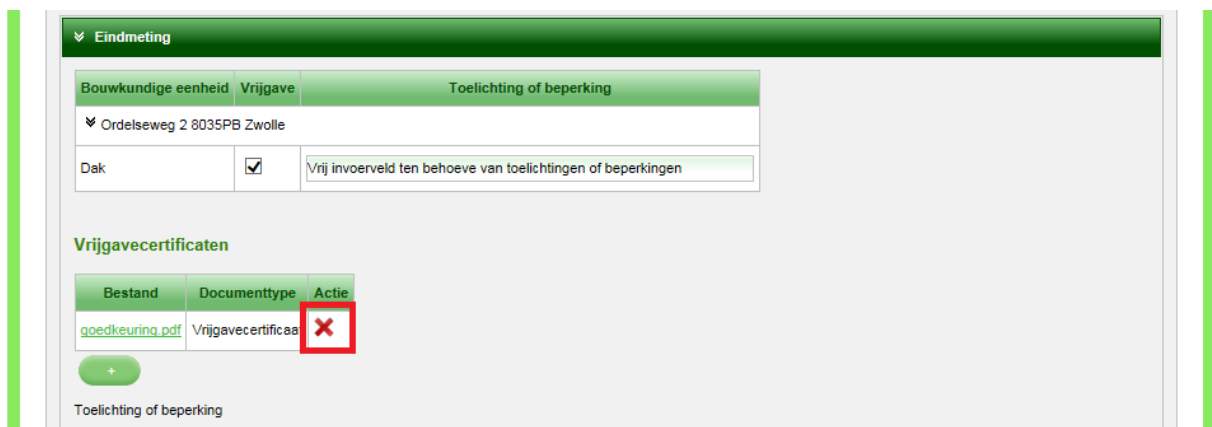 Eindmeting
Bouwkundige eenheid Vrijgave Toelichting of beperking
Ordelseweg 2 8035PB Zwolle
Dak Vrij invoerveld ten behoeve van toelichtingen of beperkingen
Vrijgavecertificaten
Bestand Documenttype Actie
goedkeuring.pdf Vrijgavecertificaat
+
Toelichting of beperking